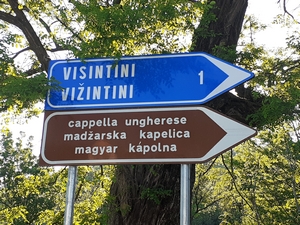 VISINTINI
VIŽINTINI
1
cappella ungherese
madžarska kapelica
magyar kápolna